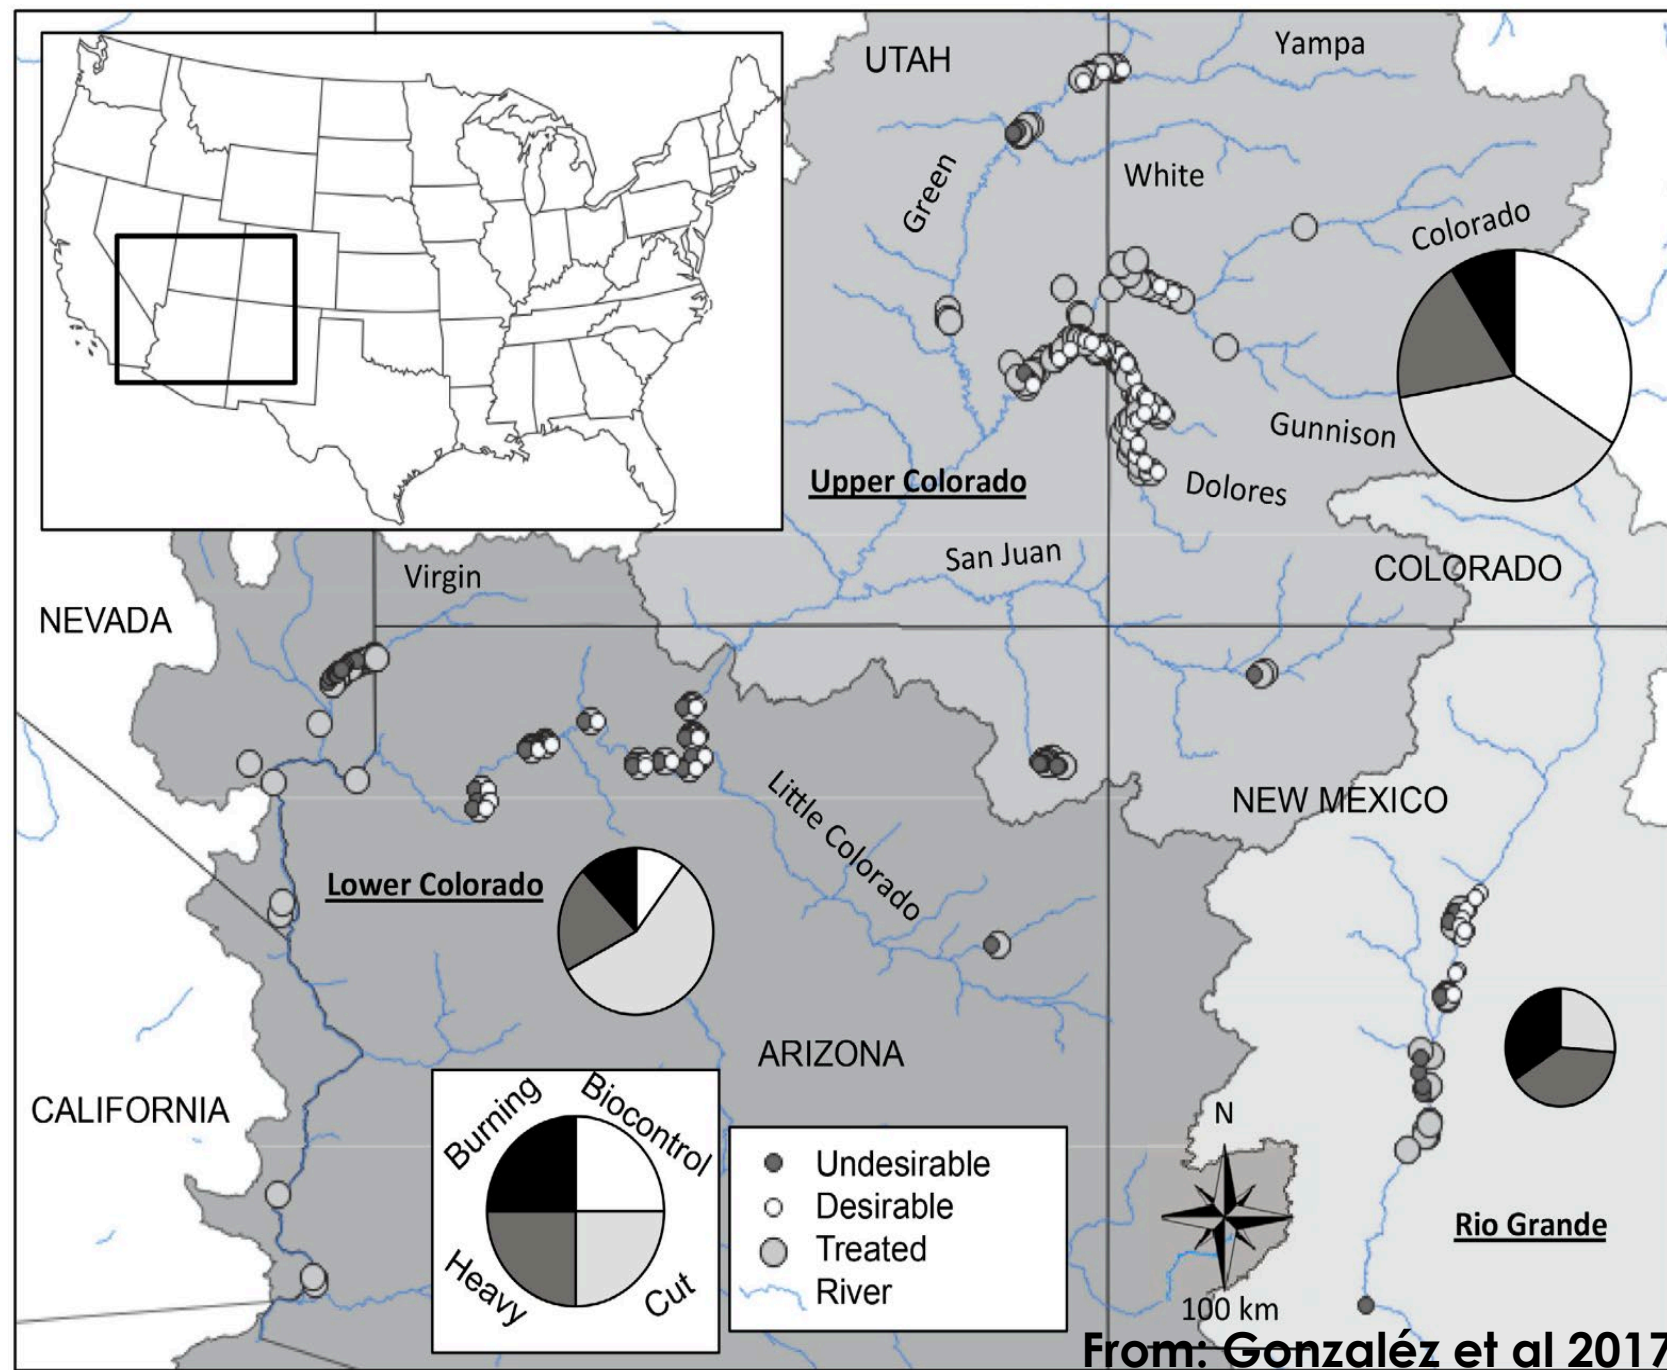 UTAH
Yampa
Green
White
Colorado
Gunnison
Upper Colorado
Dolores
San Juan
COLORADO
Virgin
NEVADA
NEW MEXICO
Little Colorado
Lower Colorado
ARIZONA
CALIFORNIA
Burning
Biocontrol
Heavy
Cut
Undesirable
Desirable
Treated
River
N
100 km
Rio Grande
From: Gonzaléz et al 2017